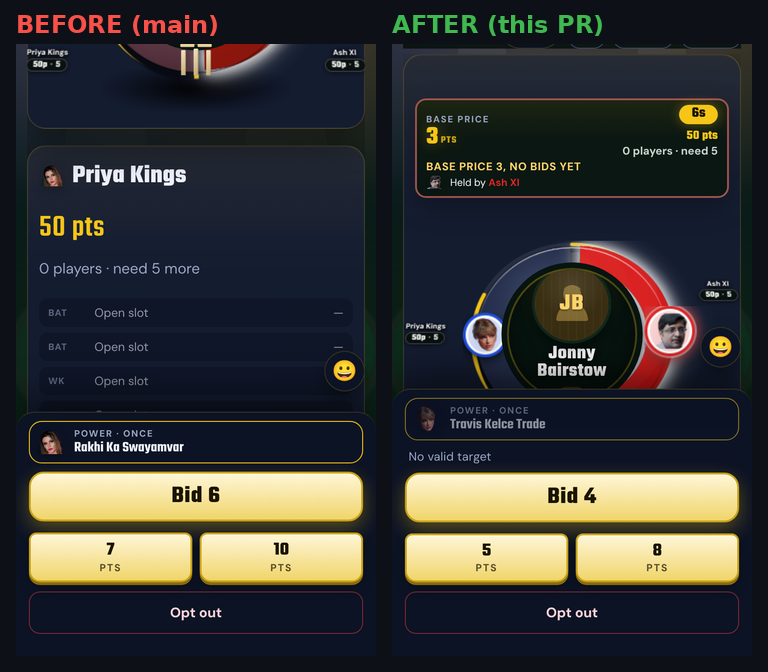 BEFORE (main)
Priya Kings
50p · 5
Ash XI
50p · 5
Priya Kings
50 pts
0 players · need 5 more
BAT Open slot —
BAT Open slot —
WK Open slot
POWER · ONCE
Rakhi Ka Swayamvar
Bid 6
7
PTS
10
PTS
Opt out
AFTER (this PR)
BASE PRICE
3 PTS
6s
50 pts
0 players · need 5
BASE PRICE 3, NO BIDS YET
Held by Ash XI
JB
Jonny
Bairstow
Priya Kings
50p · 5
Ash XI
50p · 5
POWER · ONCE
Travis Kelce Trade
No valid target
Bid 4
5
PTS
8
PTS
Opt out